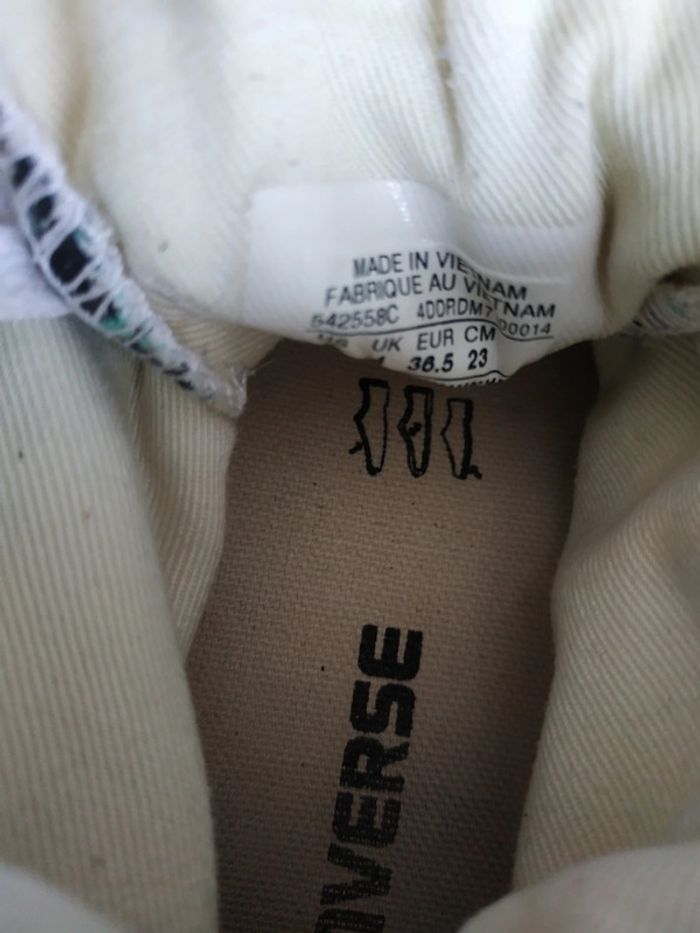 MADE IN VIETNAM
FABRIQUE AU VIETNAM
542558C 4DDRDM7 00014
UK EUR CM
36.5 23
VERSE